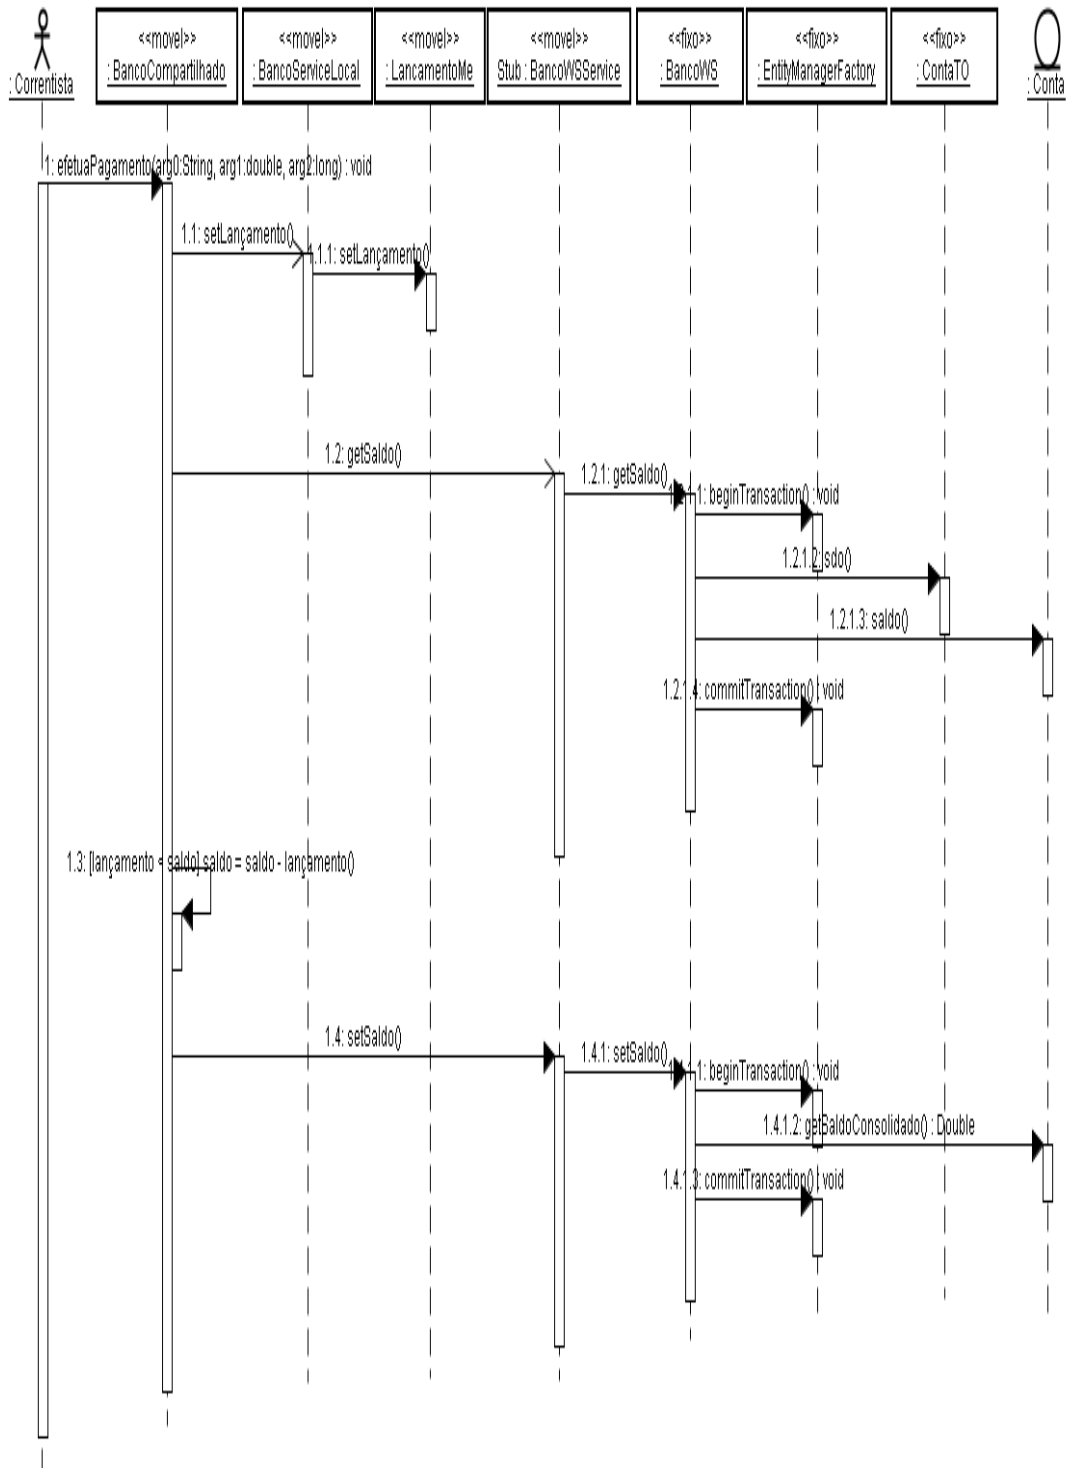 <<movel>> <<movel>> <<movel>> <<movel>> <<fixo>> <<fixo>> <<fixo>>
: Correntista : BancoCompartilhado : BancoServiceLocal : LancamentoMe Stub : BancoWSService : BancoWS : EntityManagerFactory : ContaTO : Conta
1: efetuaPagamento(arg0:String, arg1:double, arg2:long) : void
1.1: setLançamento()
1.1.1: setLançamento()
1.2: getSaldo()
1.2.1: getSaldo()
1.2.1.1: beginTransaction() : void
1.2.1.2: sdo()
1.2.1.3: saldo()
1.2.1.4: commitTransaction() : void
1.3: [lançamento < saldo] saldo = saldo - lançamento()
1.4: setSaldo()
1.4.1: setSaldo()
1.4.1.1: beginTransaction() : void
1.4.1.2: getSaldoConsolidado() : Double
1.4.1.3: commitTransaction() : void